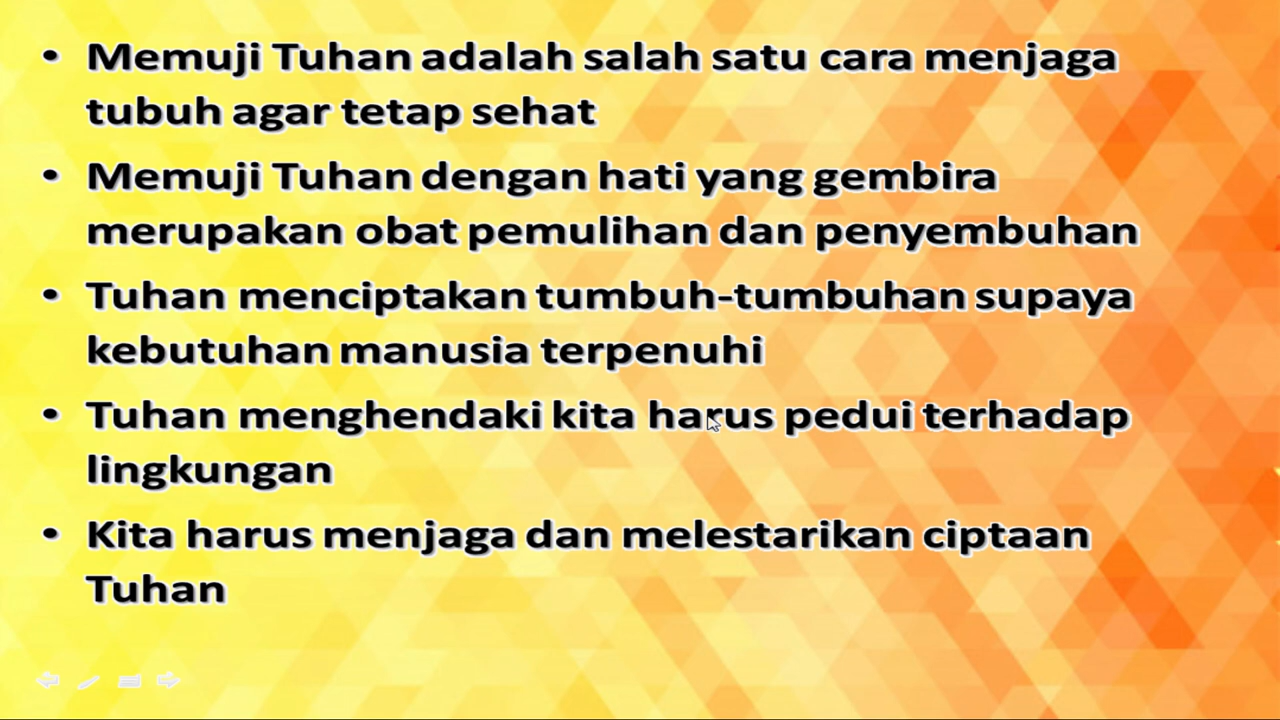 • Memuji Tuhan adalah salah satu cara menjaga
tubuh agar tetap sehat
• Memuji Tuhan dengan hati yang gembira
merupakan obat pemulihan dan penyembuhan
• Tuhan menciptakan tumbuh-tumbuhan supaya
kebutuhan manusia terpenuhi
• Tuhan menghendaki kita harus pedui terhadap
lingkungan
• Kita harus menjaga dan melestarikan ciptaan
Tuhan